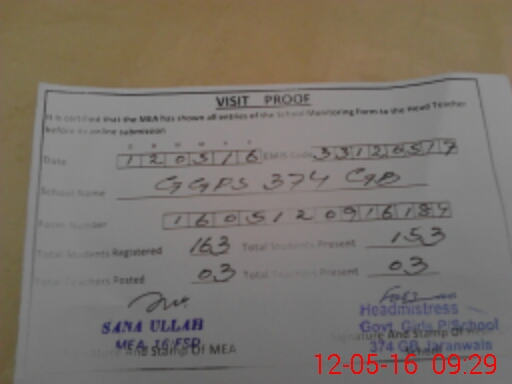 VISIT PROOF
It is certified that the MEA has shown all entries of the School Monitoring Form to the Head Teacher
before its online submission
D D M M Y Y
Date 120516 EMIS Code 33120517
School Name GGPS 374 GB
Number 1605120916184
Total Students Registered 163 Total Students Present 153
Total Teachers Posted 03 Total Teachers Present 03
SANA ULLAH
MEA 16 FSD
Signature And Stamp Of MEA
Headmistress
Govt. Girls P/School
Signature And Stamp Of
374 GB Jaranwala
12-05-16 09:29